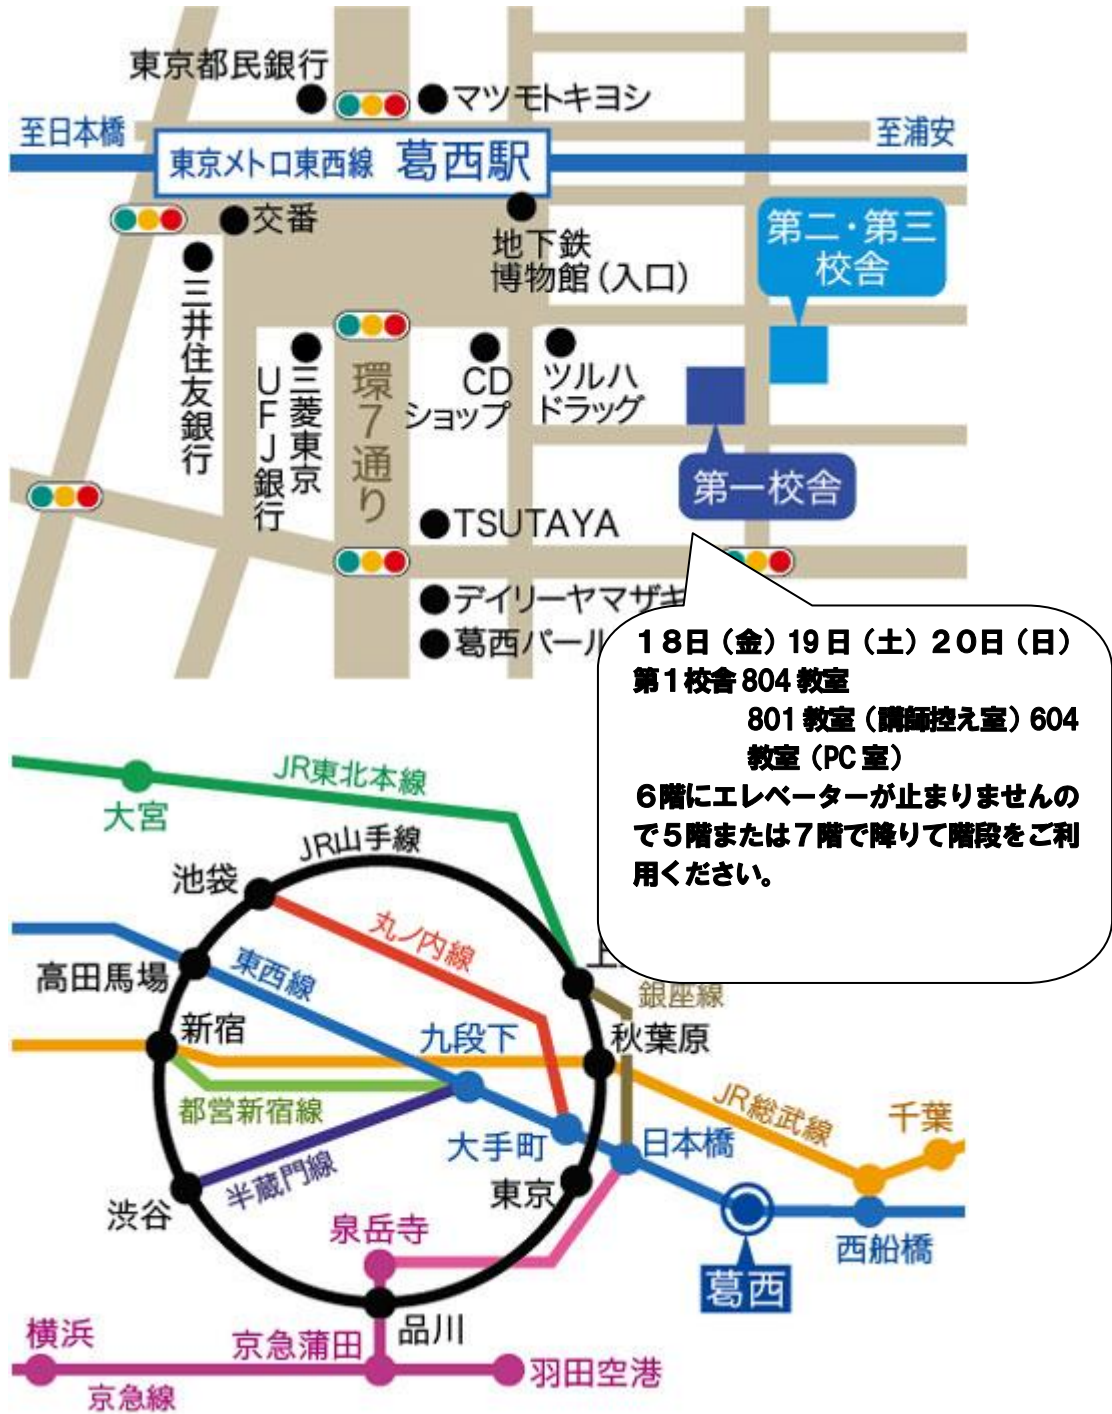 東京都民銀行
マツモトキヨシ
至日本橋
至浦安
東京メトロ東西線 葛西駅
交番
地下鉄
博物館(入口)
第二・第三
校舎
三井住友銀行
三菱東京
UFJ銀行
環7通り
CD
ショップ
ツルハ
ドラッグ
第一校舎
TSUTAYA
デイリーヤマザキ
葛西パール
18日(金)19日(土)20日(日)
第1校舎804教室
801教室(講師控え室)604
教室(PC室)
6階にエレベーターが止まりませんの
で5階または7階で降りて階段をご利
用ください。
JR東北本線
大宮
JR山手線
池袋
丸ノ内線
上
高田馬場
東西線
銀座線
新宿
九段下
秋葉原
都営新宿線
JR総武線
千葉
大手町
日本橋
半蔵門線
東京
渋谷
泉岳寺
西船橋
葛西
品川
横浜
京急蒲田
羽田空港
京急線